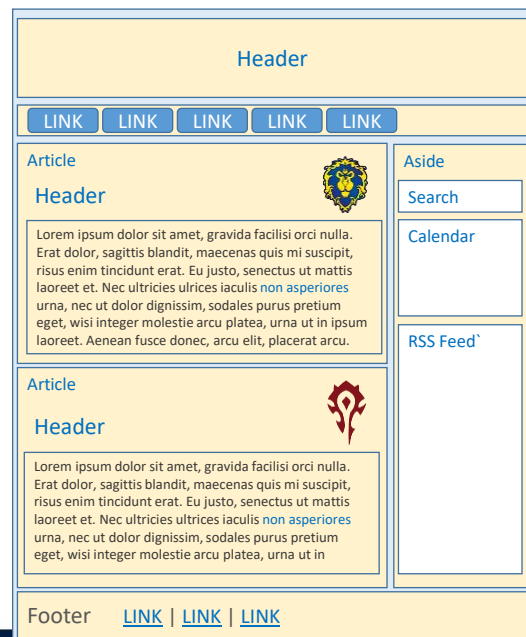 Header
LINK LINK LINK LINK LINK
Article
Header
Lorem ipsum dolor sit amet, gravida facilisi orci nulla.
Erat dolor, sagittis blandit, maecenas quis mi suscipit,
risus enim tincidunt erat. Eu justo, senectus ut mattis
laoreet et. Nec ultricies ulrices iaculis non asperiores
urna, nec ut dolor dignissim, sodales purus pretium
eget, wisi integer molestie arcu platea, urna ut in ipsum
laoreet. Aenean fusce donec, arcu elit, placerat arcu.
Article
Header
Lorem ipsum dolor sit amet, gravida facilisi orci nulla.
Erat dolor, sagittis blandit, maecenas quis mi suscipit,
risus enim tincidunt erat. Eu justo, senectus ut mattis
laoreet et. Nec ultricies ultrices iaculis non asperiores
urna, nec ut dolor dignissim, sodales purus pretium
eget, wisi integer molestie arcu platea, urna ut in
Aside
Search
Calendar
RSS Feed`
Footer LINK | LINK | LINK